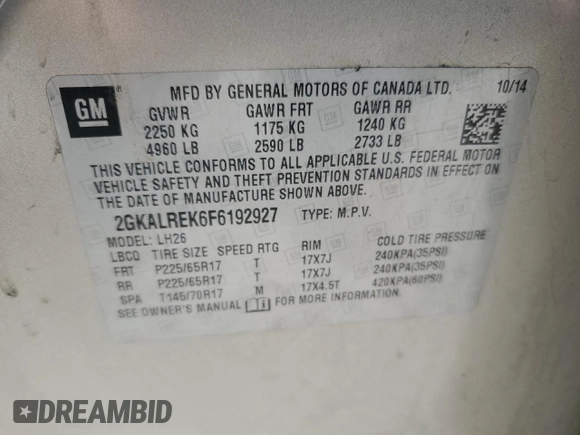 GM
MFD BY GENERAL MOTORS OF CANADA LTD. 10/14
GVWR GAWR FRT GAWR RR
2250 KG 1175 KG 1240 KG
4960 LB 2590 LB 2733 LB
THIS VEHICLE CONFORMS TO ALL APPLICABLE U.S. FEDERAL MOTOR
VEHICLE SAFETY AND THEFT PREVENTION STANDARDS IN EFFECT ON
THE DATE OF MANUFACTURE SHOWN ABOVE.
2GKALREK6F6192927 TYPE: M.P.V.
MODEL: LH26
LBCQ TIRE SIZE SPEED RTG RIM COLD TIRE PRESSURE
FRT P225/65R17 T 17X7J 240KPA(35PSI)
RR P225/65R17 T 17X7J 240KPA(35PSI)
SPA T145/70R17 M 17X4.5T 420KPA(60PSI)
SEE OWNER'S MANUAL FOR MORE INFORMATION.
DREAMBID